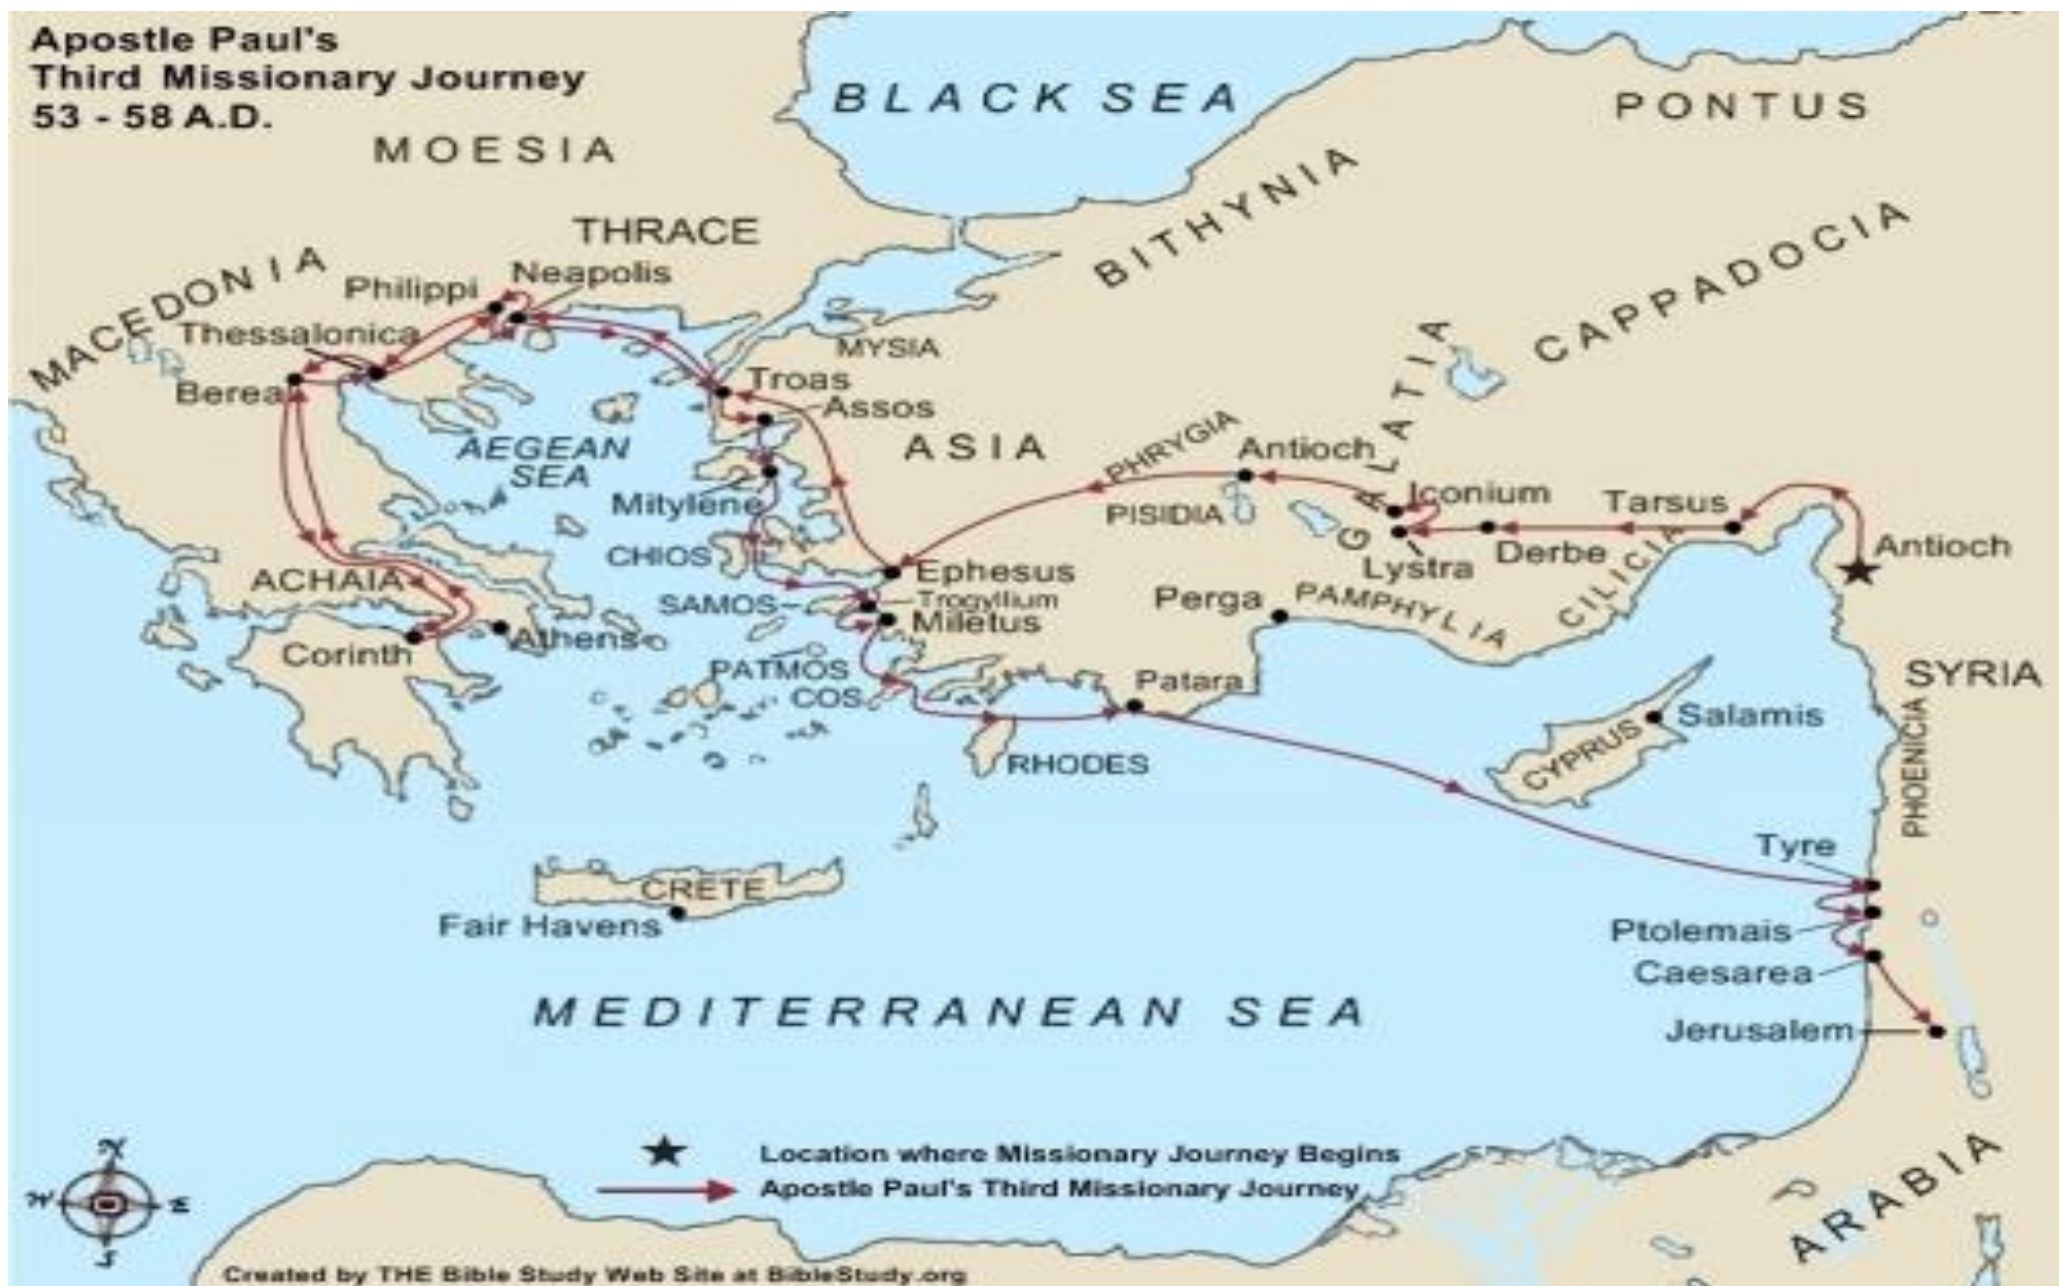 Apostle Paul's
Third Missionary Journey
53 - 58 A.D.
BLACK SEA
PONTUS
MOESIA
BITHYNIA
THRACE
CAPPADOCIA
MACEDONIA
Neapolis
Philippi
Thessalonica
MYSIA
GALATIA
Berea
Troas
Assos
AEGEAN
SEA
ASIA
PHRYGIA
Antioch
Mitylene
PISIDIA
Iconium
Tarsus
CHIOS
Derbe
Antioch
Lystra
CILICIA
ACHAIA
Ephesus
SAMOS
Trogyllium
Perga
PAMPHYLIA
Miletus
Athens
Corinth
PATMOS
COS
Patara
SYRIA
Salamis
CYPRUS
PHOENICIA
RHODES
Tyre
CRETE
Fair Havens
Ptolemais
Caesarea
MEDITERRANEAN SEA
Jerusalem
N
W
E
S
Location where Missionary Journey Begins
Apostle Paul's Third Missionary Journey
ARABIA
Created by THE Bible Study Web Site at BibleStudy.org